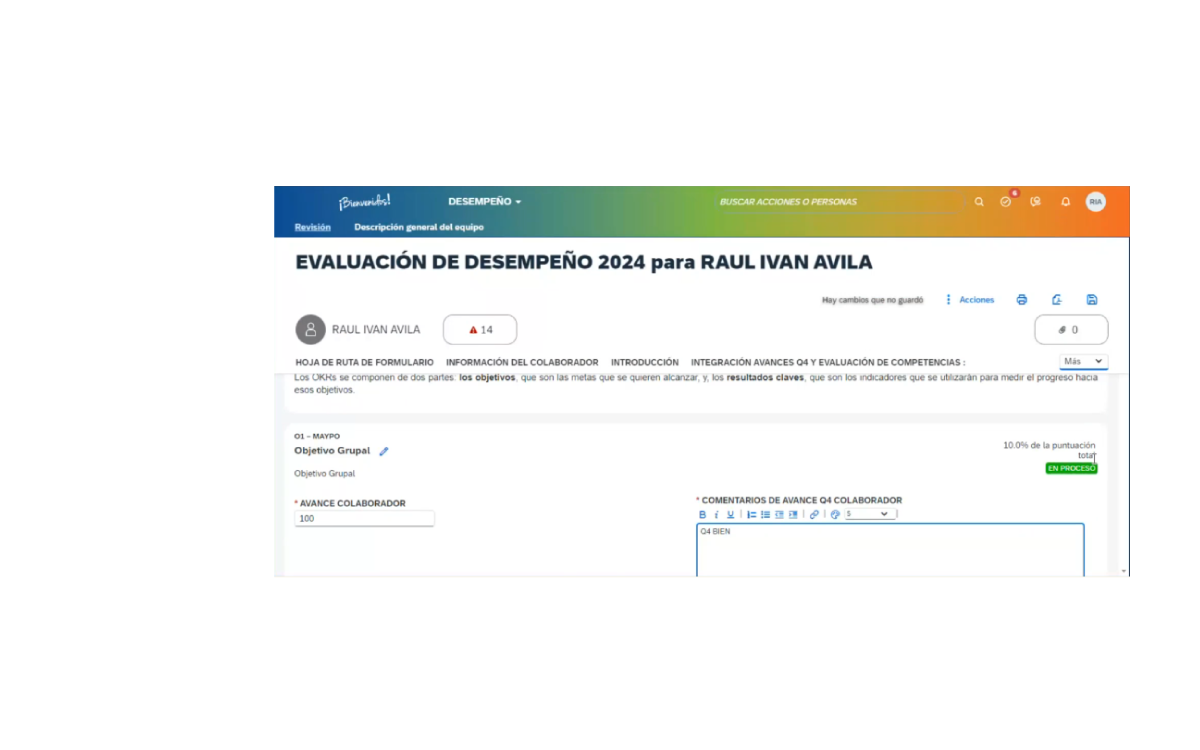 ¡Bienvenidos!
DESEMPEÑO
BUSCAR ACCIONES O PERSONAS
6
RIA
Revisión
Descripción general del equipo
EVALUACIÓN DE DESEMPEÑO 2024 para RAUL IVAN AVILA
Hay cambios que no guardó
Acciones
RAUL IVAN AVILA
14
0
HOJA DE RUTA DE FORMULARIO
INFORMACIÓN DEL COLABORADOR
INTRODUCCIÓN
INTEGRACIÓN AVANCES Q4 Y EVALUACIÓN DE COMPETENCIAS :
Más
Los OKRs se componen de dos partes: los objetivos, que son las metas que se quieren alcanzar, y, los resultados claves, que son los indicadores que se utilizarán para medir el progreso hacia
esos objetivos.
O1 – MAYPO
Objetivo Grupal
10.0% de la puntuación
total
EN PROCESO
Objetivo Grupal
* AVANCE COLABORADOR
100
* COMENTARIOS DE AVANCE Q4 COLABORADOR
B i U
S
Q4 BIEN